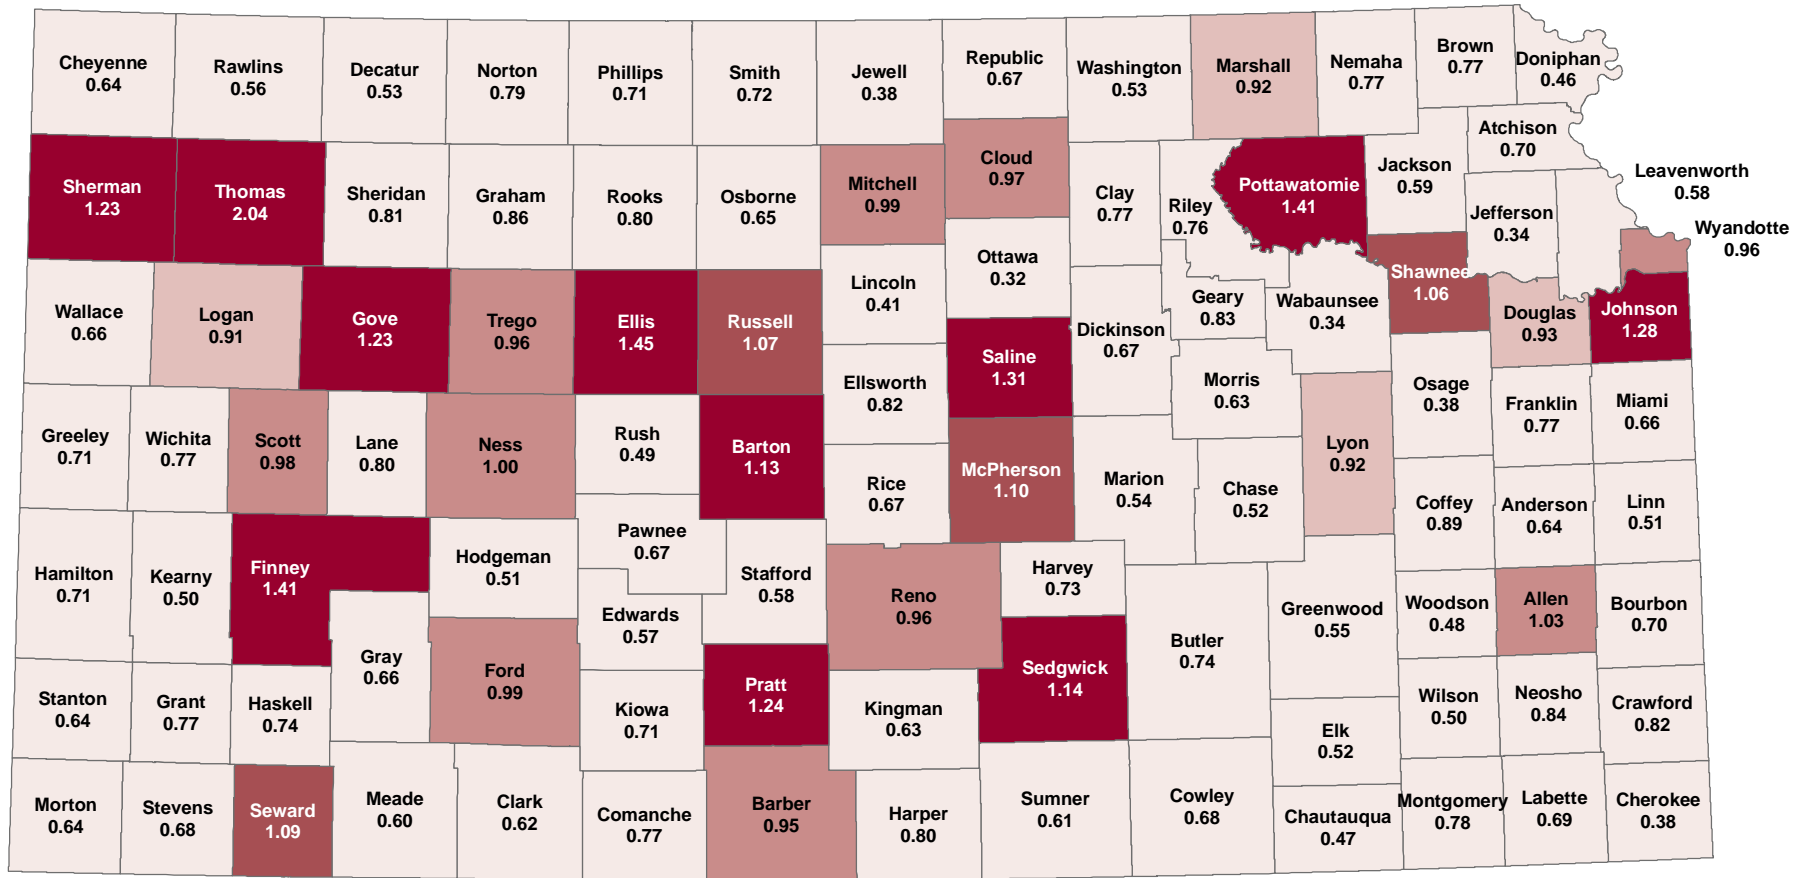 Cheyenne
0.64
Rawlins
0.56
Decatur
0.53
Norton
0.79
Phillips
0.71
Smith
0.72
Jewell
0.38
Republic
0.67
Washington
0.53
Marshall
0.92
Nemaha
0.77
Brown
0.77
Doniphan
0.46
Sherman
1.23
Thomas
2.04
Sheridan
0.81
Graham
0.86
Rooks
0.80
Osborne
0.65
Mitchell
0.99
Cloud
0.97
Clay
0.77
Riley
0.76
Pottawatomie
1.41
Jackson
0.59
Atchison
0.70
Jefferson
0.34
Leavenworth
0.58
Wyandotte
0.96
Wallace
0.66
Logan
0.91
Gove
1.23
Trego
0.96
Ellis
1.45
Russell
1.07
Lincoln
0.41
Ottawa
0.32
Saline
1.31
Dickinson
0.67
Geary
0.83
Wabaunsee
0.34
Shawnee
1.06
Douglas
0.93
Johnson
1.28
Greeley
0.71
Wichita
0.77
Scott
0.98
Lane
0.80
Ness
1.00
Rush
0.49
Barton
1.13
Ellsworth
0.82
Rice
0.67
McPherson
1.10
Marion
0.54
Morris
0.63
Chase
0.52
Lyon
0.92
Osage
0.38
Franklin
0.77
Miami
0.66
Coffey
0.89
Anderson
0.64
Linn
0.51
Hamilton
0.71
Kearny
0.50
Finney
1.41
Hodgeman
0.51
Pawnee
0.67
Edwards
0.57
Stafford
0.58
Reno
0.96
Harvey
0.73
Sedgwick
1.14
Butler
0.74
Greenwood
0.55
Woodson
0.48
Allen
1.03
Bourbon
0.70
Stanton
0.64
Grant
0.77
Haskell
0.74
Gray
0.66
Ford
0.99
Kiowa
0.71
Pratt
1.24
Kingman
0.63
Elk
0.52
Wilson
0.50
Neosho
0.84
Crawford
0.82
Morton
0.64
Stevens
0.68
Seward
1.09
Meade
0.60
Clark
0.62
Comanche
0.77
Barber
0.95
Harper
0.80
Sumner
0.61
Cowley
0.68
Chautauqua
0.47
Montgomery
0.78
Labette
0.69
Cherokee
0.38